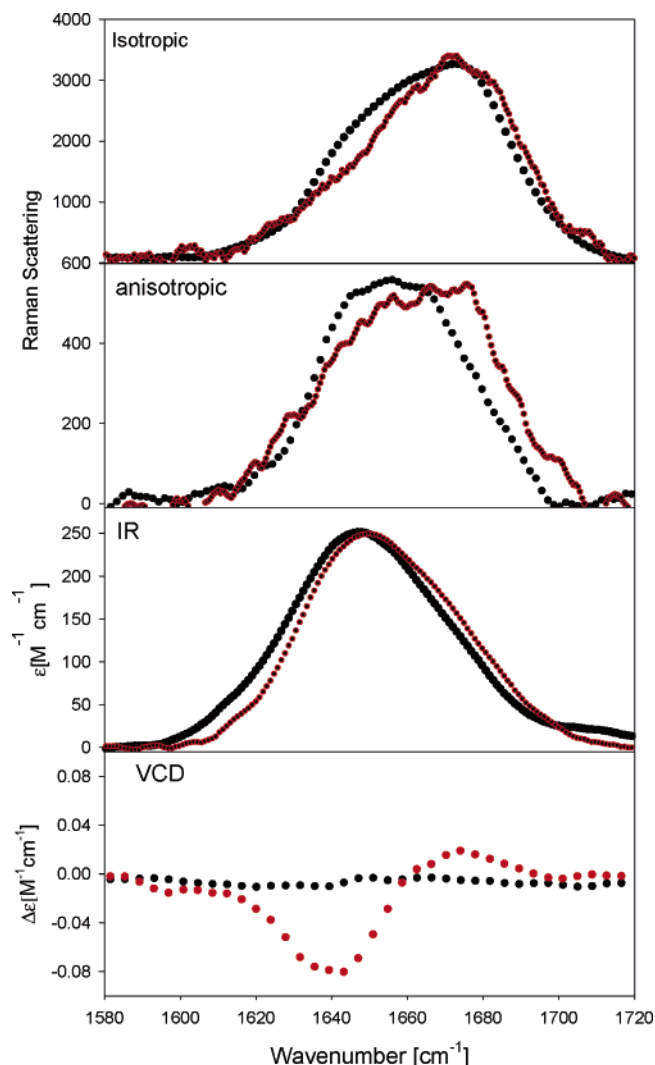 4000
Isotropic
3000
2000
1000
600
Raman Scattering
anisotropic
400
200
0
IR
250
200
150
100
50
0
ε[M⁻¹ cm⁻¹]
VCD
0.08
0.04
0.00
-0.04
-0.08
Δε[M⁻¹cm⁻¹]
1580 1600 1620 1640 1660 1680 1700 1720
Wavenumber [cm⁻¹]